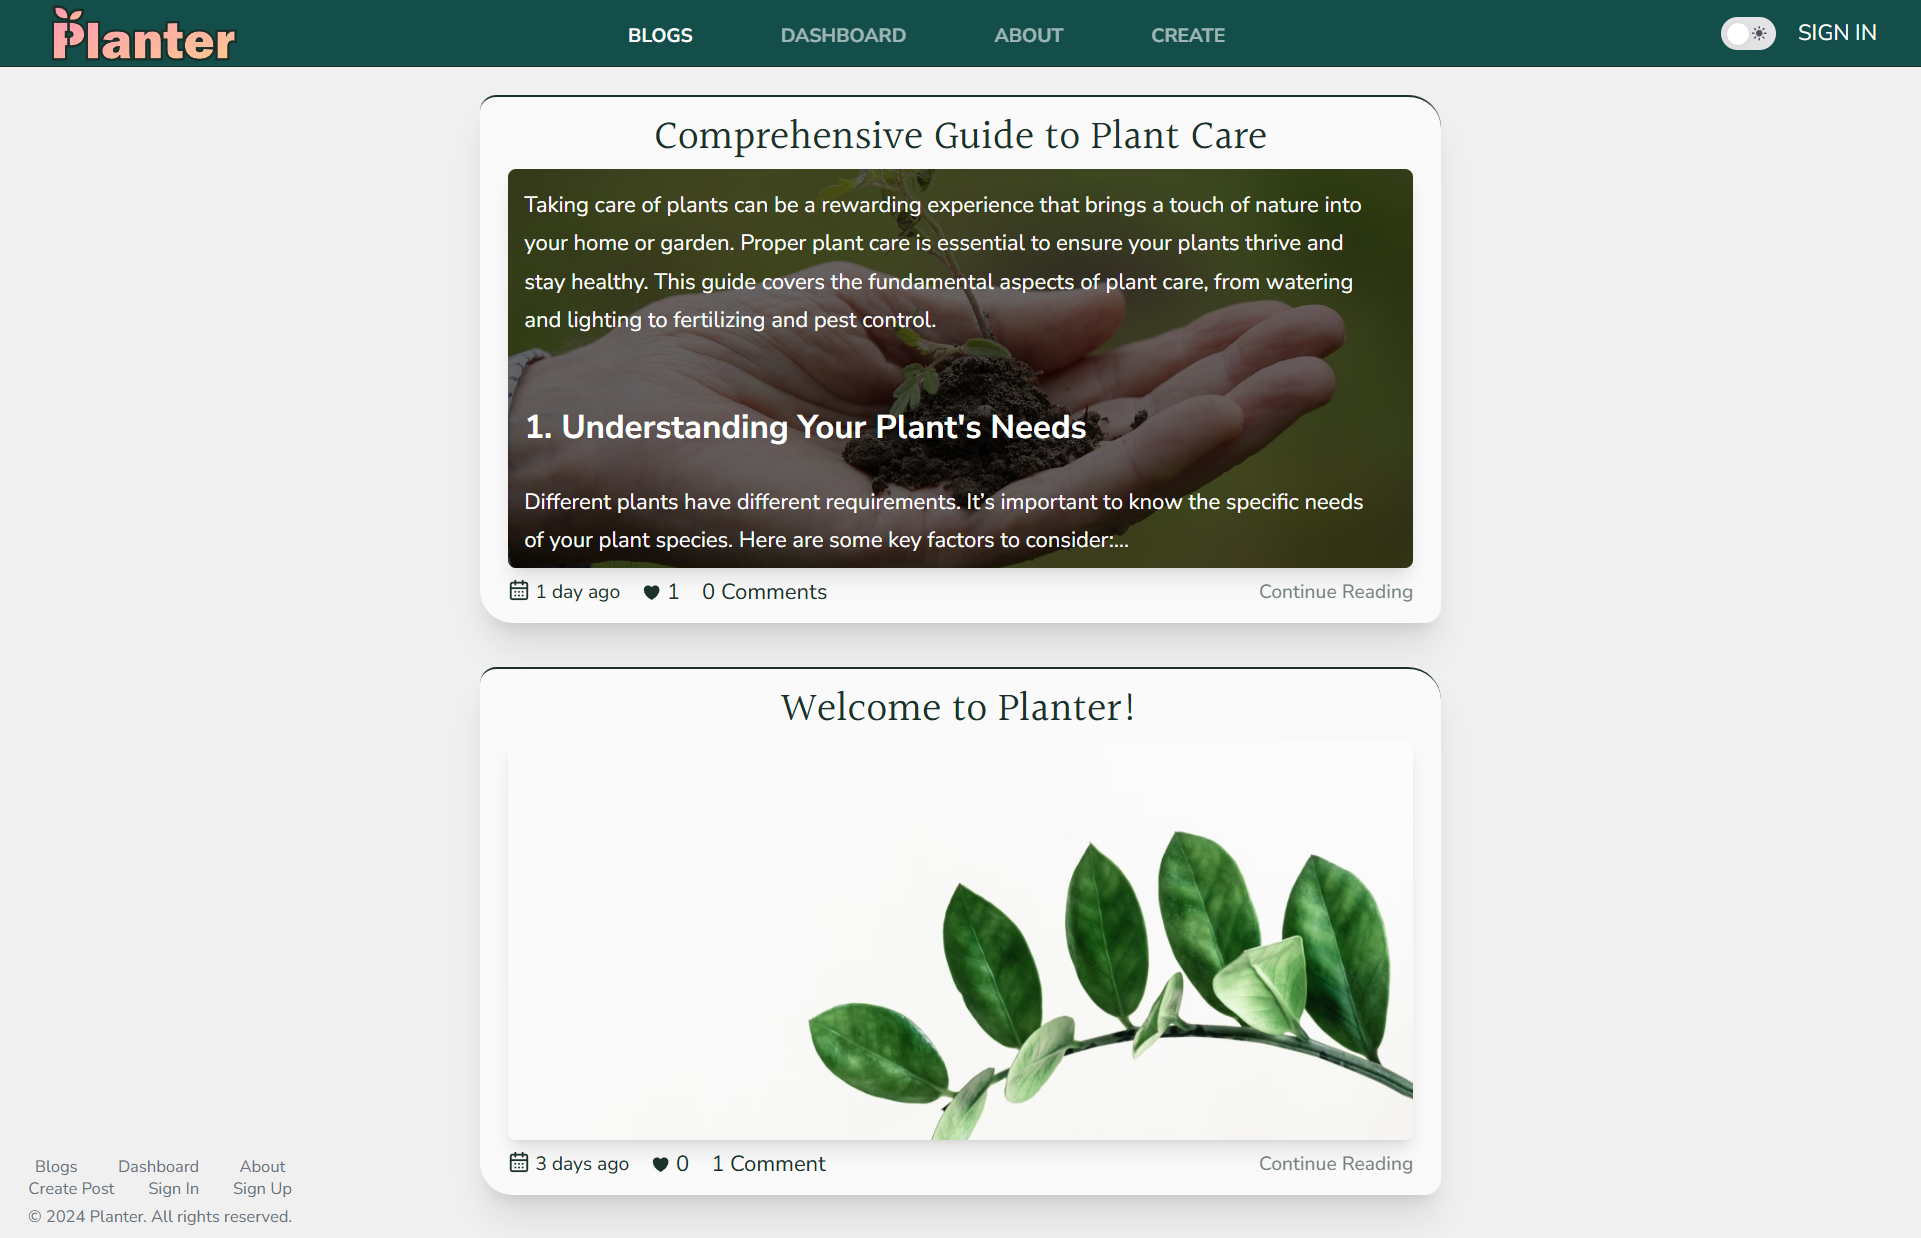 Planter
BLOGS
DASHBOARD
ABOUT
CREATE
SIGN IN
Comprehensive Guide to Plant Care
Taking care of plants can be a rewarding experience that brings a touch of nature into
your home or garden. Proper plant care is essential to ensure your plants thrive and
stay healthy. This guide covers the fundamental aspects of plant care, from watering
and lighting to fertilizing and pest control.
1. Understanding Your Plant's Needs
Different plants have different requirements. It’s important to know the specific needs
of your plant species. Here are some key factors to consider:...
1 day ago
1
0 Comments
Continue Reading
Welcome to Planter!
3 days ago
0
1 Comment
Continue Reading
Blogs
Dashboard
About
Create Post
Sign In
Sign Up
© 2024 Planter. All rights reserved.